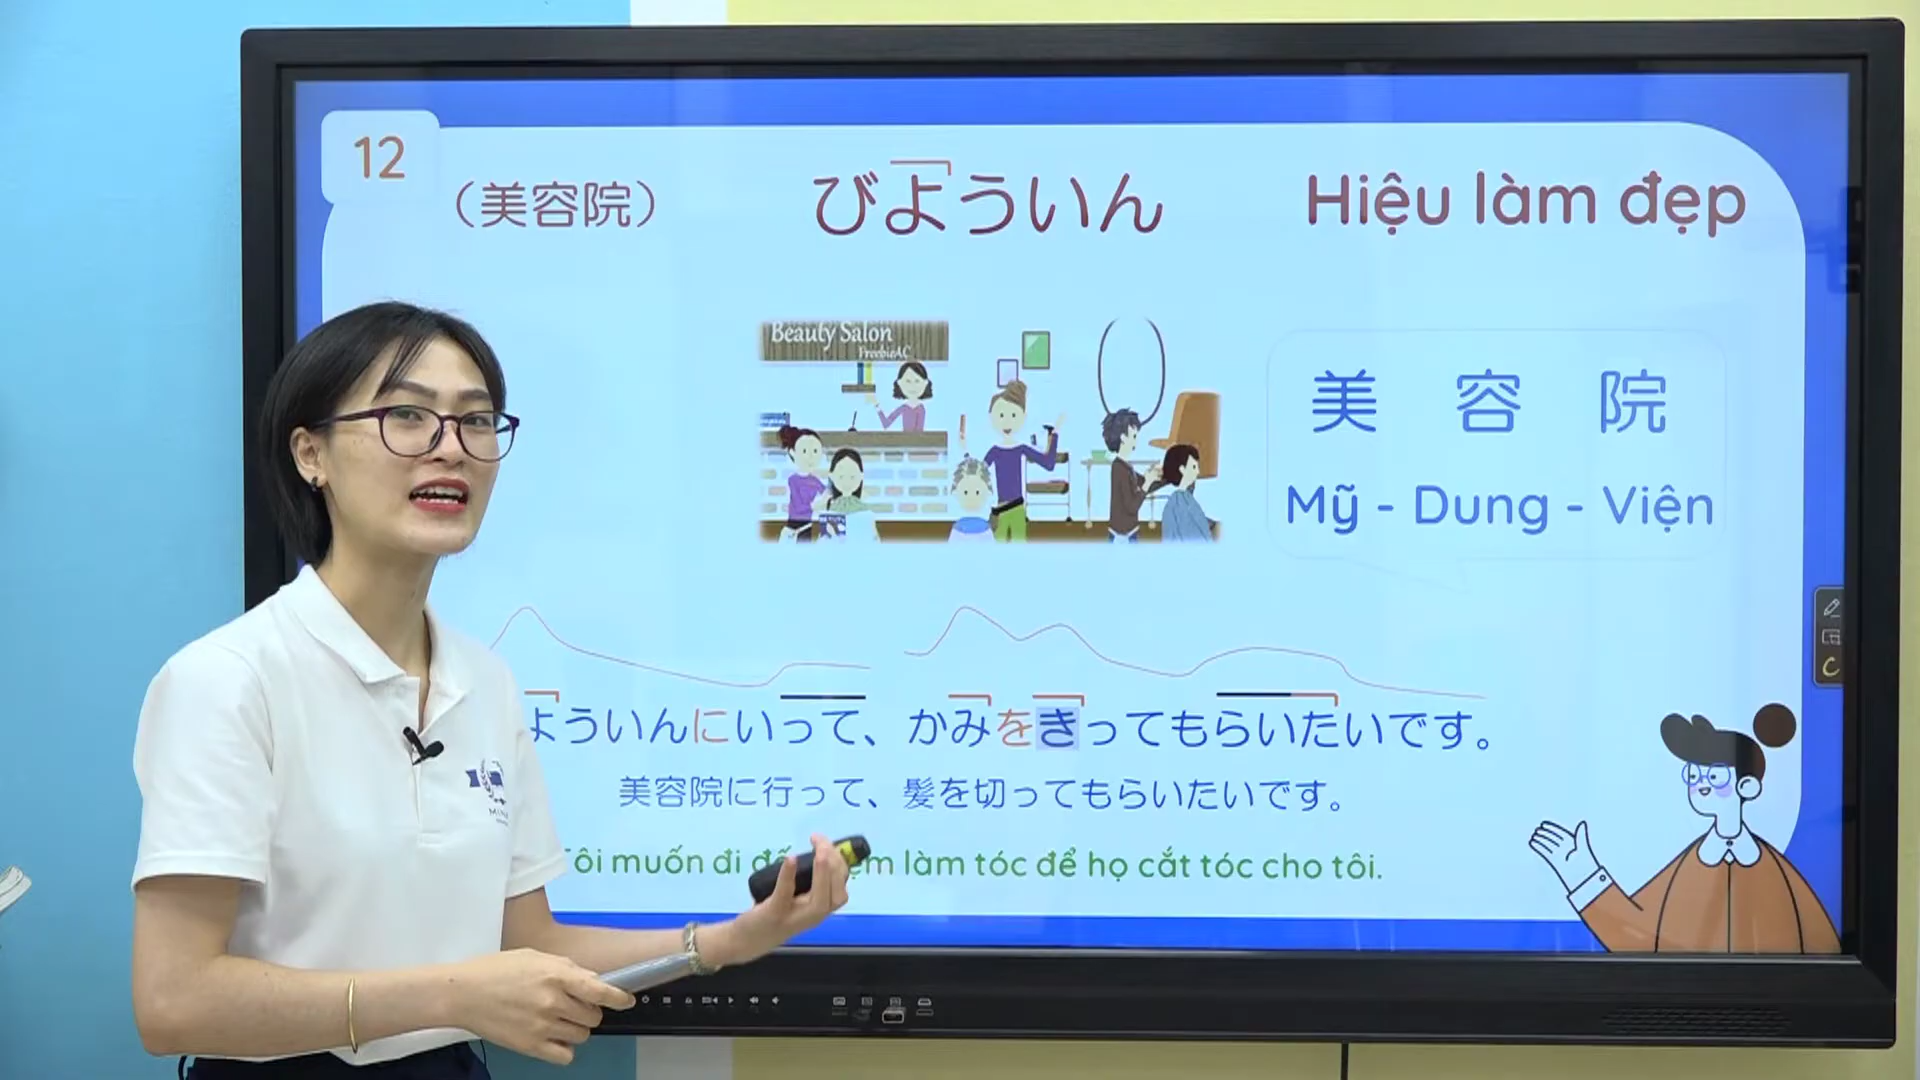 12
（美容院） びよういん Hiệu làm đẹp
Beauty Salon
FreebieAC
美 容 院
Mỹ - Dung - Viện
よういんにいって、かみをきってもらいたいです。
美容院に行って、髪を切ってもらいたいです。
Tôi muốn đi làm tóc để họ cắt tóc cho tôi.